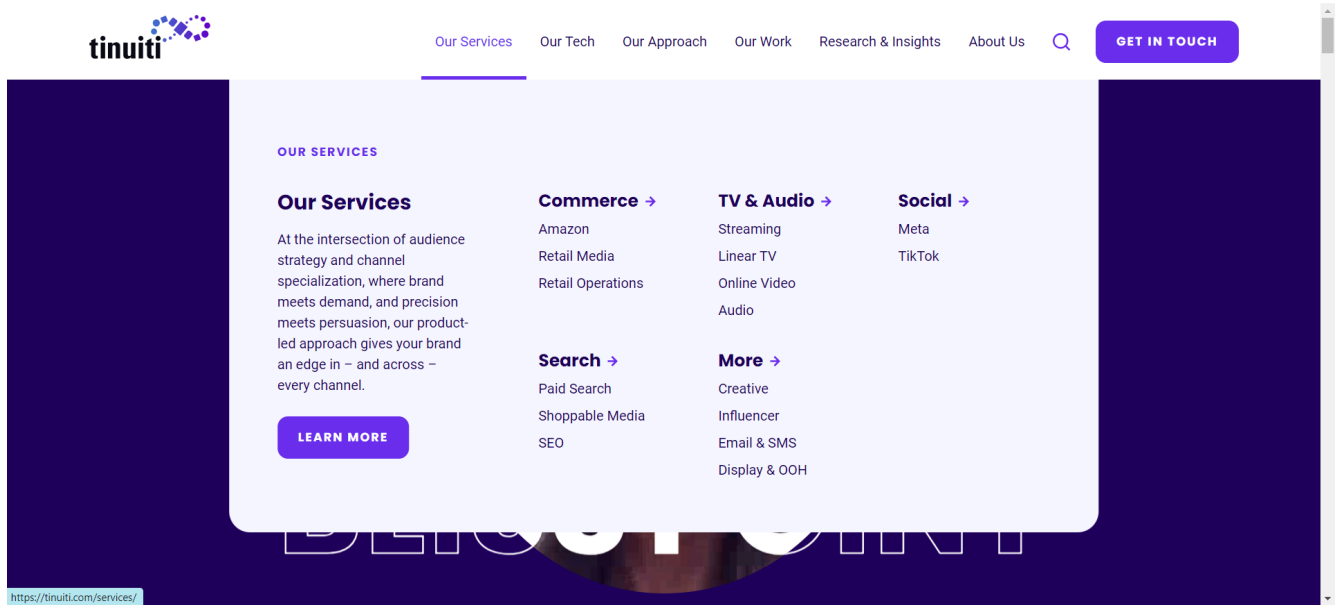 tinuiti
Our Services
Our Tech
Our Approach
Our Work
Research & Insights
About Us
GET IN TOUCH
OUR SERVICES
Our Services
At the intersection of audience
strategy and channel
specialization, where brand
meets demand, and precision
meets persuasion, our product-
led approach gives your brand
an edge in – and across –
every channel.
LEARN MORE
Commerce →
Amazon
Retail Media
Retail Operations
TV & Audio →
Streaming
Linear TV
Online Video
Audio
Social →
Meta
TikTok
Search →
Paid Search
Shoppable Media
SEO
More →
Creative
Influencer
Email & SMS
Display & OOH
https://tinuiti.com/services/